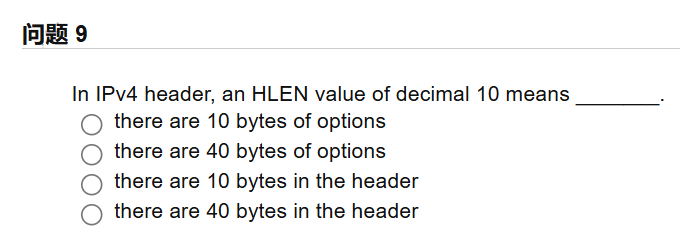 问题 9
In IPv4 header, an HLEN value of decimal 10 means _______.
there are 10 bytes of options
there are 40 bytes of options
there are 10 bytes in the header
there are 40 bytes in the header